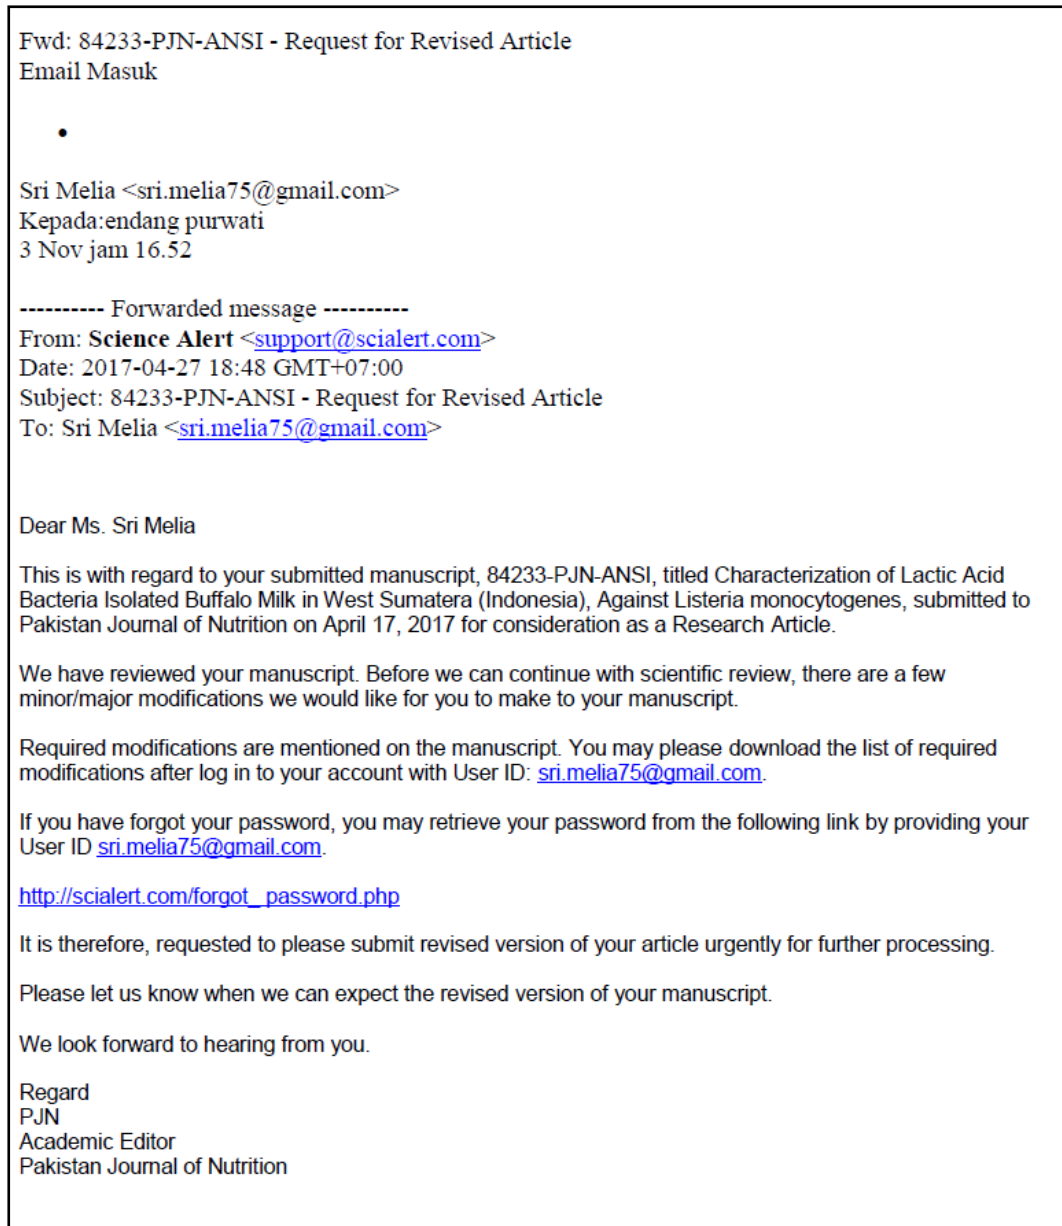 Fwd: 84233-PJN-ANSI - Request for Revised Article
Email Masuk
•
Sri Melia <sri.melia75@gmail.com>
Kepada:endang purwati
3 Nov jam 16.52
---------- Forwarded message ----------
From: Science Alert <support@scialert.com>
Date: 2017-04-27 18:48 GMT+07:00
Subject: 84233-PJN-ANSI - Request for Revised Article
To: Sri Melia <sri.melia75@gmail.com>
Dear Ms. Sri Melia
This is with regard to your submitted manuscript, 84233-PJN-ANSI, titled Characterization of Lactic Acid
Bacteria Isolated Buffalo Milk in West Sumatera (Indonesia), Against Listeria monocytogenes, submitted to
Pakistan Journal of Nutrition on April 17, 2017 for consideration as a Research Article.
We have reviewed your manuscript. Before we can continue with scientific review, there are a few
minor/major modifications we would like for you to make to your manuscript.
Required modifications are mentioned on the manuscript. You may please download the list of required
modifications after log in to your account with User ID: sri.melia75@gmail.com.
If you have forgot your password, you may retrieve your password from the following link by providing your
User ID sri.melia75@gmail.com.
http://scialert.com/forgot_ password.php
It is therefore, requested to please submit revised version of your article urgently for further processing.
Please let us know when we can expect the revised version of your manuscript.
We look forward to hearing from you.
Regard
PJN
Academic Editor
Pakistan Journal of Nutrition